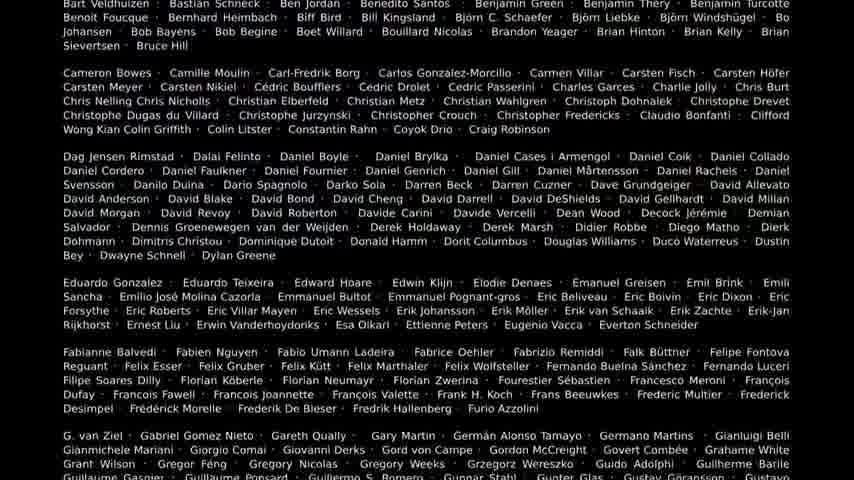 Bart Veldhuizen · Bastian Schneck · Ben Jordan · Benedito Santos · Benjamin Green · Benjamin Théry · Benjamin Turcotte
Benoit Foucque · Bernhard Heimbach · Biff Bird · Bill Kingsland · Björn C. Schaefer · Björn Liebke · Björn Windshügel · Bo
Johansen · Bob Bayens · Bob Begine · Boet Willard · Bouillard Nicolas · Brandon Yeager · Brian Hinton · Brian Kelly · Brian
Sievertsen · Bruce Hill
Cameron Bowes · Camille Moulin · Carl-Fredrik Borg · Carlos Gonzalez-Morcillo · Carmen Villar · Carsten Fisch · Carsten Höfer
Carsten Meyer · Carsten Nikiel · Cédric Boufflers · Cedric Drolet · Cedric Passerini · Charles Garces · Charlie Jolly · Chris Burt
Chris Nelling Chris Nicholls · Christian Elberfeld · Christian Metz · Christian Wahlgren · Christoph Dohnalek · Christophe Drevet
Christophe Dugas du Villard · Christophe Jurzynski · Christopher Crouch · Christopher Fredericks · Claudio Bonfanti · Clifford
Wong Kian Colin Griffith · Colin Litster · Constantin Rahn · Coyok Drio · Craig Robinson
Dag Jensen Rimstad · Dalai Felinto · Daniel Boyle · Daniel Brylka · Daniel Cases i Armengol · Daniel Coik · Daniel Collado
Daniel Cordero · Daniel Faulkner · Daniel Fournier · Daniel Genrich · Daniel Gill · Daniel Mårtensson · Daniel Rachels · Daniel
Svensson · Danilo Duina · Dario Spagnolo · Darko Sola · Darren Beck · Darren Cuzner · Dave Grundgeiger · David Allevato
David Anderson · David Blake · David Bond · David Cheng · David Darrell · David DeShields · David Gellhardt · David Millan
David Morgan · David Revoy · David Roberton · Davide Carini · Davide Vercelli · Dean Wood · Decock Jérémie · Demian
Salvador · Dennis Groenewegen van der Weijden · Derek Holdaway · Derek Marsh · Didier Robbe · Diego Matho · Dierk
Dohmann · Dimitris Christou · Dominique Dutoit · Donald Hamm · Dorit Columbus · Douglas Williams · Duco Waterreus · Dustin
Bey · Dwayne Schnell · Dylan Greene
Eduardo Gonzalez · Eduardo Teixeira · Edward Hoare · Edwin Klijn · Elodie Denaes · Emanuel Greisen · Emil Brink · Emili
Sancha · Emilio José Molina Cazorla · Emmanuel Bultot · Emmanuel Pognant-gros · Eric Beliveau · Eric Boivin · Eric Dixon · Eric
Forsythe · Eric Roberts · Eric Villar Mayen · Eric Wessels · Erik Johansson · Erik Möller · Erik van Schaaik · Erik Zachte · Erik-Jan
Rijkhorst · Ernest Liu · Erwin Vanderhoydonks · Esa Oikari · Ettienne Peters · Eugenio Vacca · Everton Schneider
Fabianne Balvedi · Fabien Nguyen · Fabio Umann Ladeira · Fabrice Oehler · Fabrizio Remiddi · Falk Büttner · Felipe Fontova
Reguant · Felix Esser · Felix Gruber · Felix Kütt · Felix Marthaler · Felix Wolfsteller · Fernando Buelna Sánchez · Fernando Luceri
Filipe Soares Dilly · Florian Köberle · Florian Neumayr · Florian Zwerina · Fourestier Sébastien · Francesco Meroni · François
Dufay · Francois Fawell · Francois Joannette · François Valette · Frank H. Koch · Frans Beeuwkes · Frederic Multier · Frederick
Desimpel · Frédérick Morelle · Frederik De Bleser · Fredrik Hallenberg · Furio Azzolini
G. van Ziel · Gabriel Gomez Nieto · Gareth Qually · Gary Martin · Germán Alonso Tamayo · Germano Martins · Gianluigi Belli
Gianmichele Mariani · Giorgio Comai · Giovanni Derks · Gord von Campe · Gordon McCreight · Govert Combée · Grahame White
Grant Wilson · Gregor Féng · Gregory Nicolas · Gregory Weeks · Grzegorz Wereszko · Guido Adolphi · Guilherme Barile
Guillaume Gasnier · Guillaume Ponsard · Guillermo S. Romero · Gunnar Stahl · Gunter Glas · Gustav Göransson · Gustavo